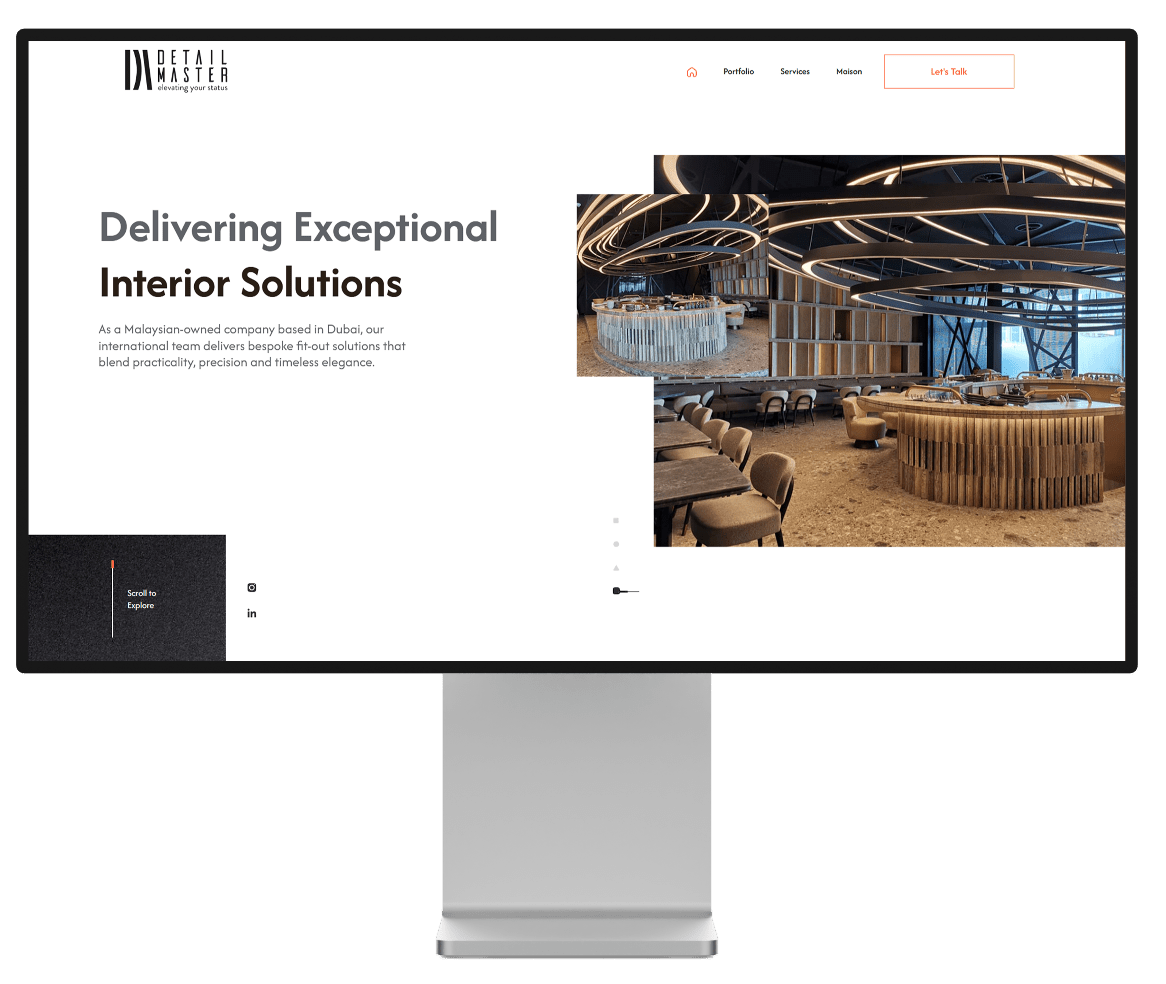 DETAIL
MASTER
elevating your status
Portfolio
Services
Maison
Let's Talk
Delivering Exceptional
Interior Solutions
As a Malaysian-owned company based in Dubai, our
international team delivers bespoke fit-out solutions that
blend practicality, precision and timeless elegance.
Scroll to
Explore
in